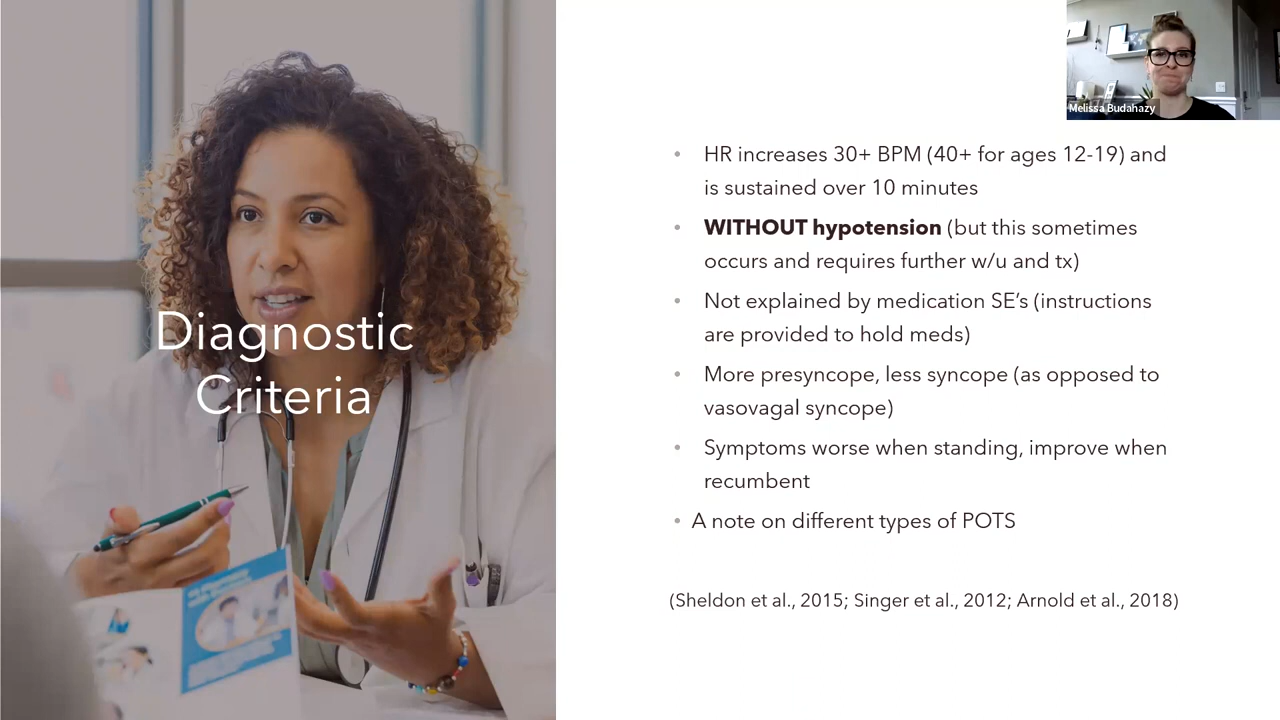 Melissa Budahazy
Diagnostic
Criteria
• HR increases 30+ BPM (40+ for ages 12-19) and
is sustained over 10 minutes
• WITHOUT hypotension (but this sometimes
occurs and requires further w/u and tx)
• Not explained by medication SE’s (instructions
are provided to hold meds)
• More presyncope, less syncope (as opposed to
vasovagal syncope)
• Symptoms worse when standing, improve when
recumbent
• A note on different types of POTS
(Sheldon et al., 2015; Singer et al., 2012; Arnold et al., 2018)